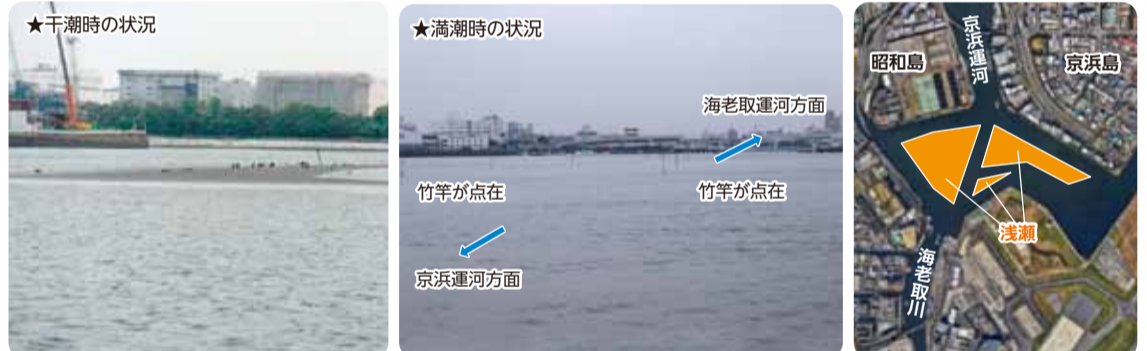 ★干潮時の状況
★満潮時の状況
海老取運河方面
竹竿が点在
竹竿が点在
京浜運河方面
京浜運河
昭和島
京浜島
浅瀬
海老取川